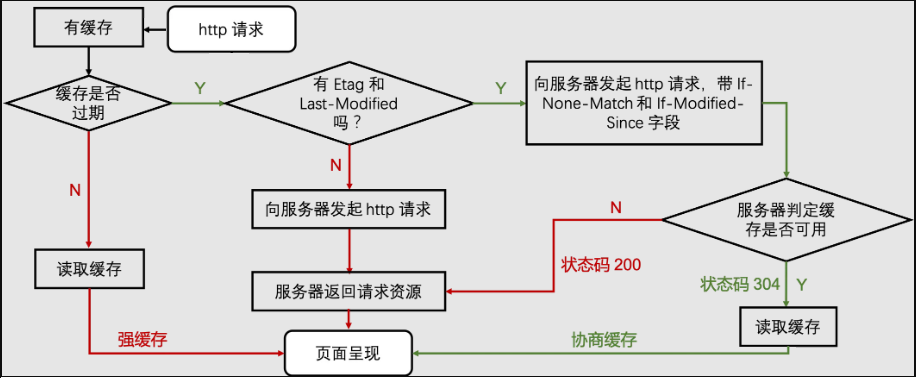 有缓存
http 请求
缓存是否
过期
Y
有 Etag 和
Last-Modified
吗？
Y
向服务器发起 http 请求，带 If-
None-Match 和 If-Modified-
Since 字段
N
N
向服务器发起 http 请求
N
服务器判定缓
存是否可用
读取缓存
服务器返回请求资源
状态码 200
状态码 304
Y
读取缓存
强缓存
页面呈现
协商缓存